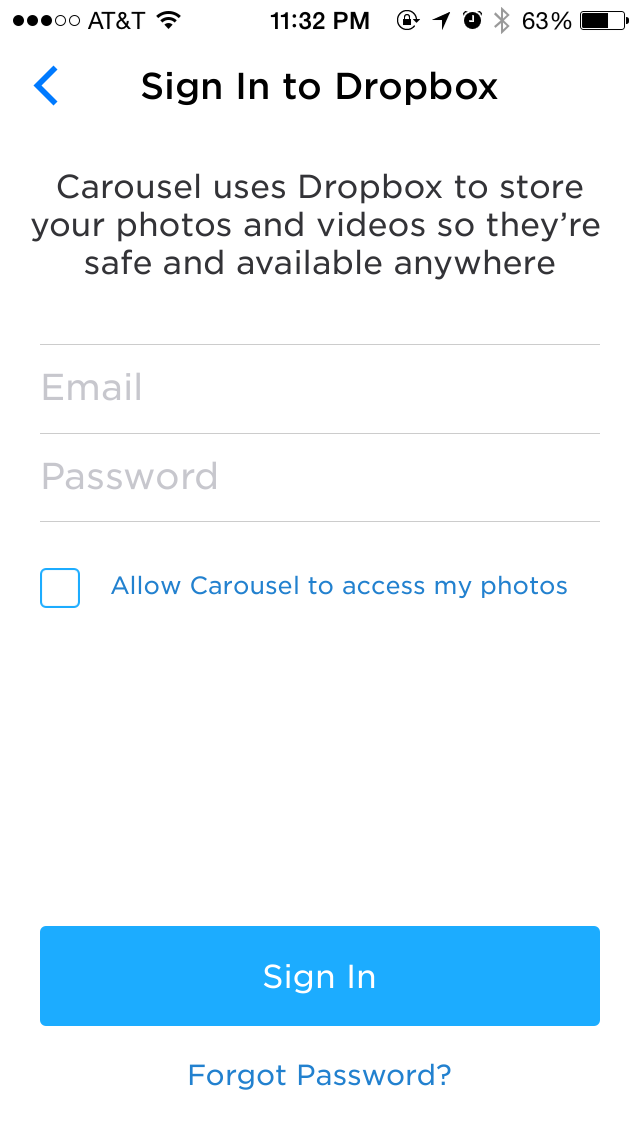 AT&T 11:32 PM 63%
Sign In to Dropbox
Carousel uses Dropbox to store
your photos and videos so they’re
safe and available anywhere
Email
Password
Allow Carousel to access my photos
Sign In
Forgot Password?